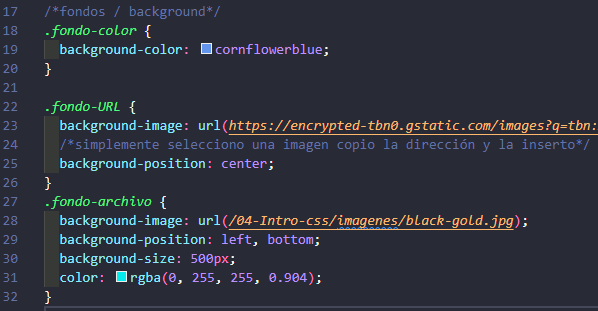 17 /*fondos / background*/
18 .fondo-color {
19 background-color: cornflowerblue;
20 }
21
22 .fondo-URL {
23 background-image: url(https://encrypted-tbn0.gstatic.com/images?q=tbn:
24 /*simplemente selecciono una imagen copio la dirección y la inserto*/
25 background-position: center;
26 }
27 .fondo-archivo {
28 background-image: url(/04-Intro-css/imagenes/black-gold.jpg);
29 background-position: left, bottom;
30 background-size: 500px;
31 color: rgba(0, 255, 255, 0.904);
32 }